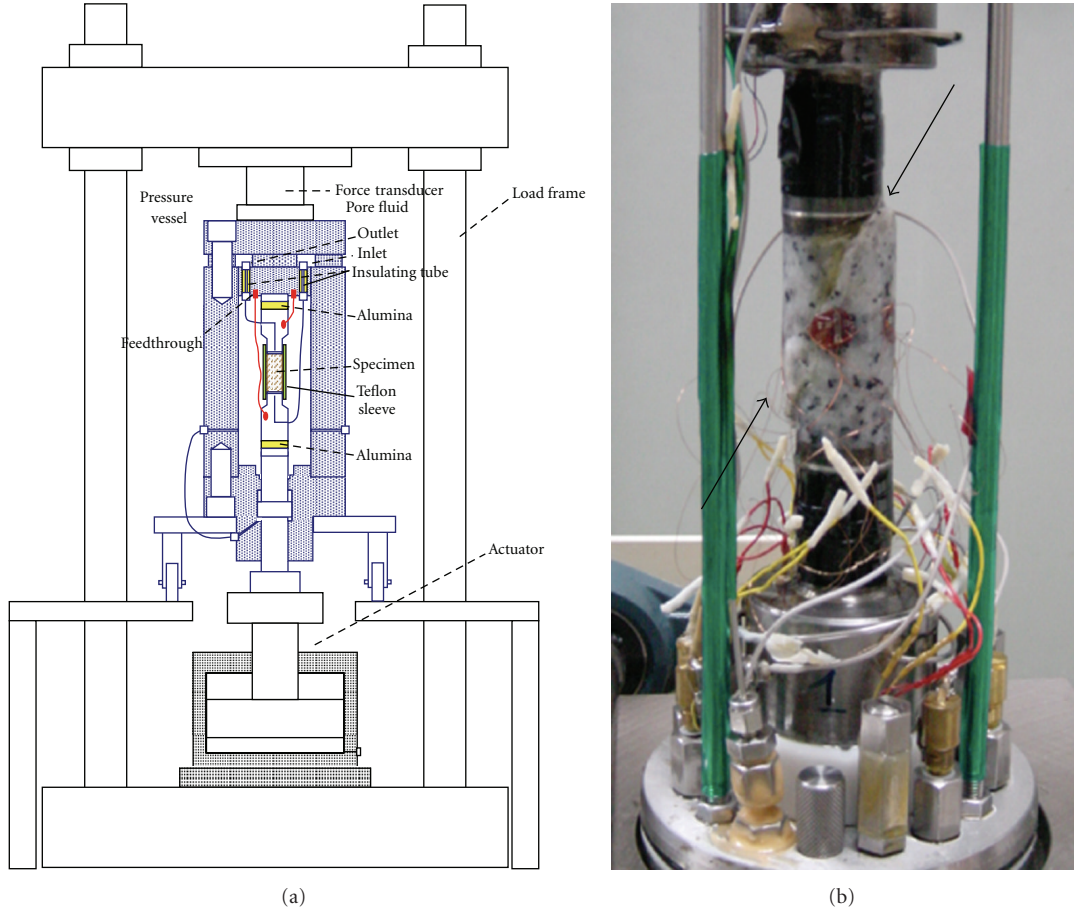 Pressure
vessel
Force transducer
Pore fluid
Load frame
Outlet
Inlet
Insulating tube
Alumina
Feedthrough
Specimen
Teflon
sleeve
Alumina
Actuator
1
(a)
(b)